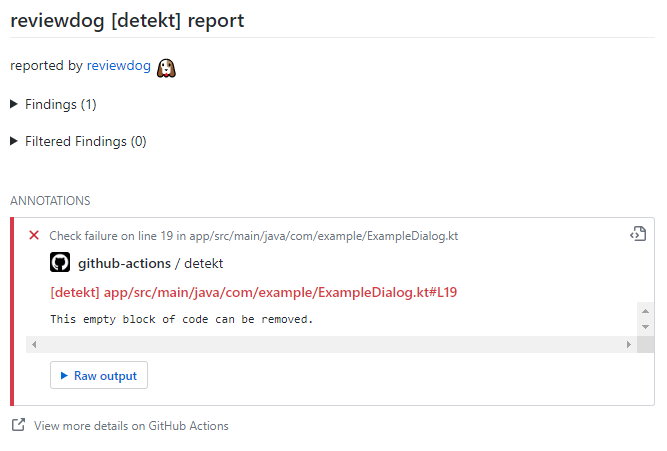 reviewdog [detekt] report
reported by reviewdog
Findings (1)
Filtered Findings (0)
ANNOTATIONS
Check failure on line 19 in app/src/main/java/com/example/ExampleDialog.kt
github-actions / detekt
[detekt] app/src/main/java/com/example/ExampleDialog.kt#L19
This empty block of code can be removed.
Raw output
View more details on GitHub Actions